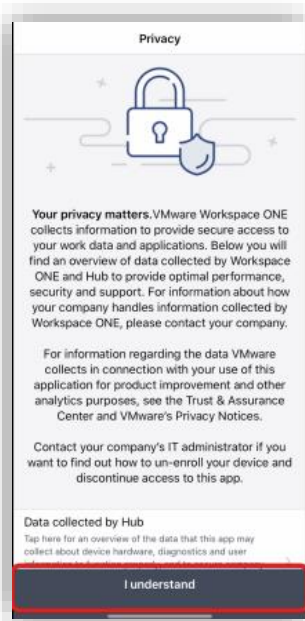 Privacy
Your privacy matters.VMware Workspace ONE
collects information to provide secure access to
your work data and applications. Below you will
find an overview of data collected by Workspace
ONE and Hub to provide optimal performance,
security and support. For information about how
your company handles information collected by
Workspace ONE, please contact your company.
For information regarding the data VMware
collects in connection with your use of this
application for product improvement and other
analytics purposes, see the Trust & Assurance
Center and VMware's Privacy Notices.
Contact your company's IT administrator if you
want to find out how to un-enroll your device and
discontinue access to this app.
Data collected by Hub
Tap here for an overview of the data that this app may
collect about device hardware, diagnostics and user
I understand